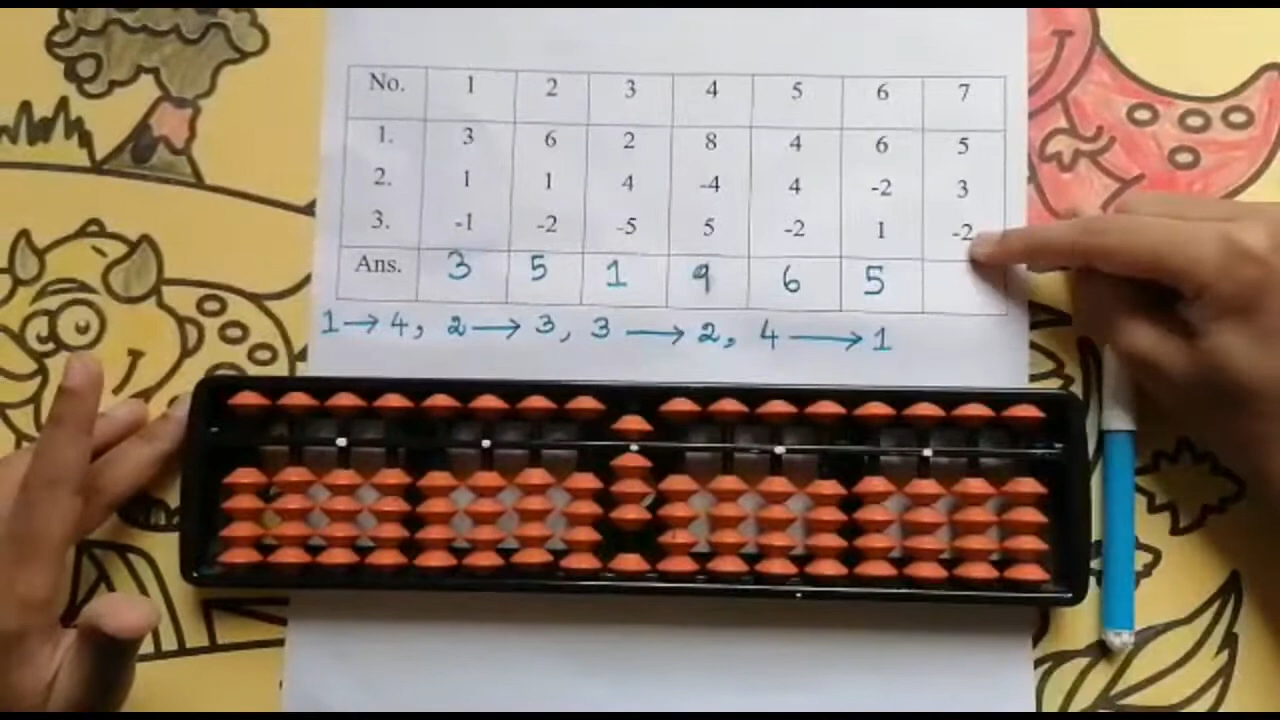 No. 1 2 3 4 5 6 7
1. 3 6 2 8 4 6 5
2. 1 1 4 -4 4 -2 3
3. -1 -2 -5 5 -2 1 -2
Ans. 3 5 1 9 6 5
1→4, 2→3, 3→2, 4→1